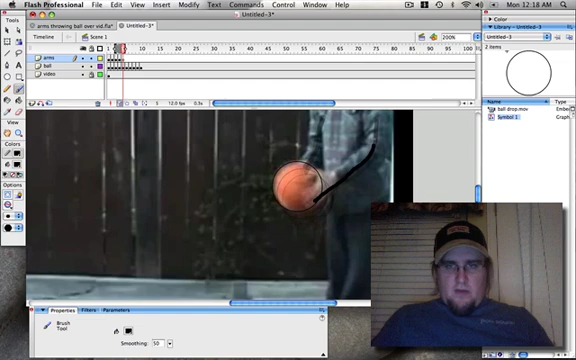 Flash Professional File Edit View Insert Modify Text Commands Control Window Help
Mon 12:18 AM
Untitled-3*
Tools
arms throwing ball over vid.fla*
Untitled-3*
Timeline
Scene 1
200%
arms
ball
video
1 5 10 15 20 25 30 35 40 45 50 55 60 65 70 75 80 85 90
12.0 fps
0.3s
Colors
Options
Properties
Filters
Parameters
Brush
Tool
Smoothing: 50
Color
Library - Untitled-3
Untitled-3
2 items
Name
ball drop.mov
Symbol 1
Graph